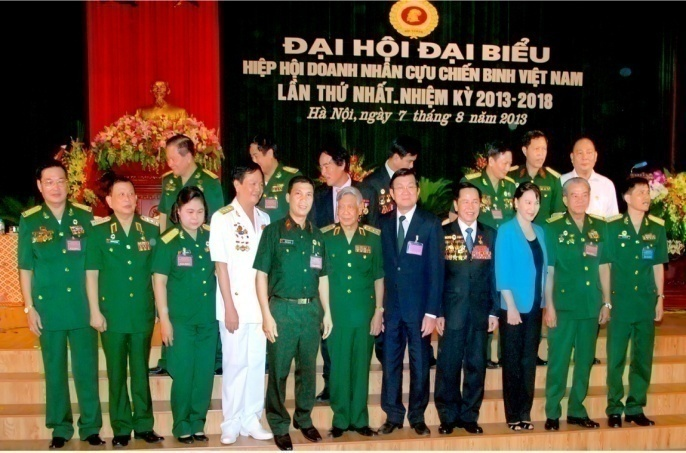 ĐẠI HỘI ĐẠI BIỂU
HIỆP HỘI DOANH NHÂN CỰU CHIẾN BINH VIỆT NAM
LẦN THỨ NHẤT.NHIỆM KỲ 2013-2018
Hà Nội, ngày 7 tháng 8 năm 2013